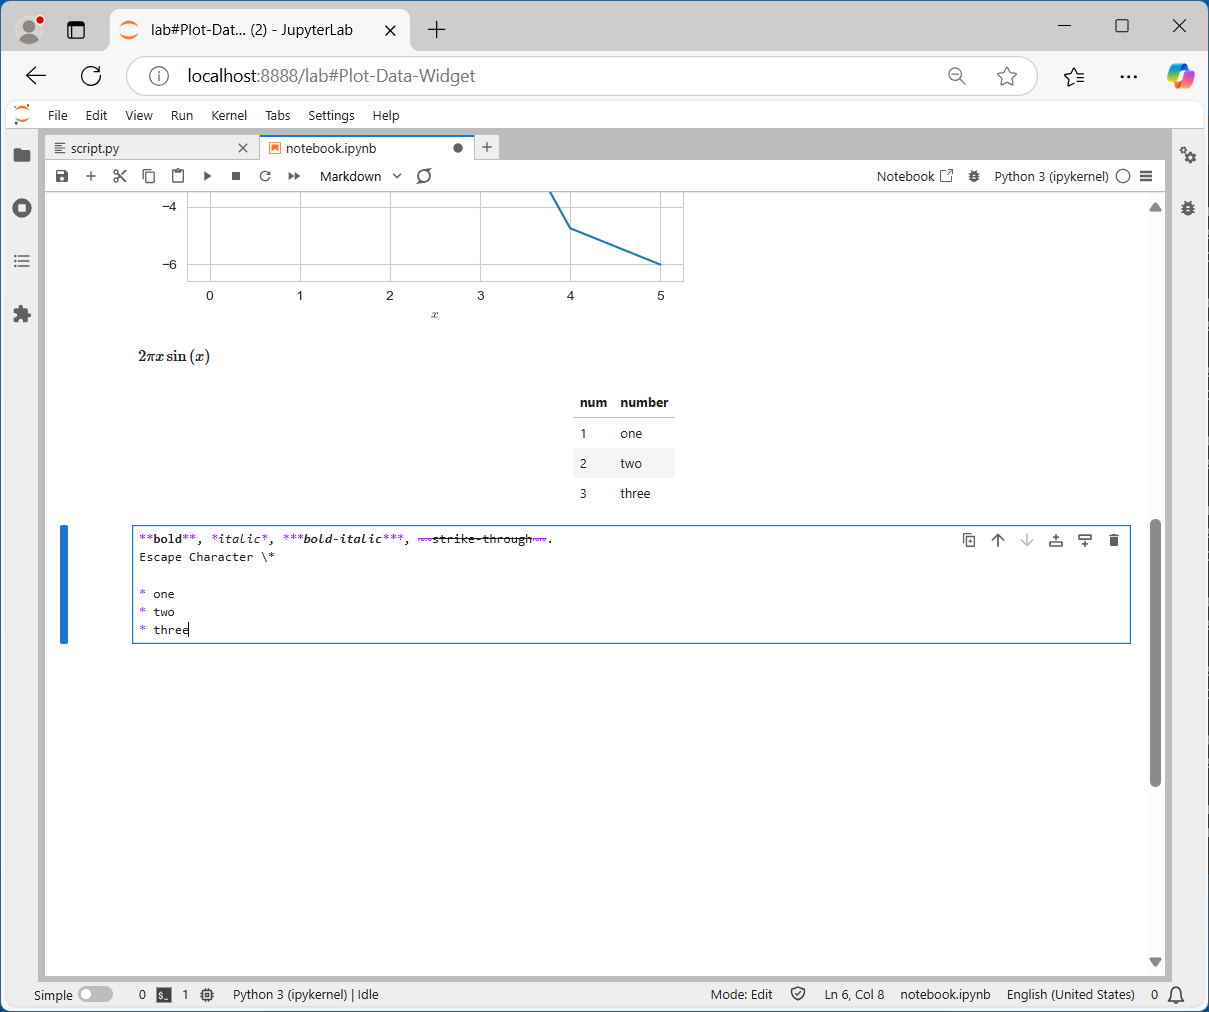 lab#Plot-Dat... (2) - JupyterLab
localhost:8888/lab#Plot-Data-Widget
File Edit View Run Kernel Tabs Settings Help
script.py notebook.ipynb
Markdown Notebook Python 3 (ipykernel)
−4
−6
0 1 2 3 4 5
x
2πx sin (x)
num number
1 one
2 two
3 three
**bold**, *italic*, ***bold-italic***, ~~strike-through~~.
Escape Character \*
* one
* two
* three
Simple 0 $_ 1 Python 3 (ipykernel) | Idle Mode: Edit Ln 6, Col 8 notebook.ipynb English (United States) 0